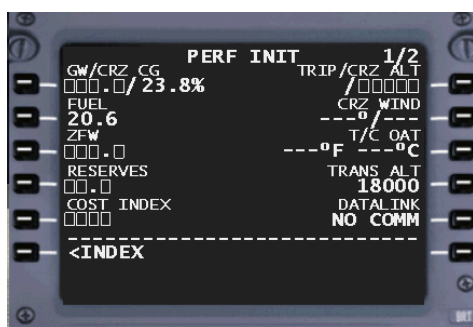 PERF INIT 1/2
GW/CRZ CG TRIP/CRZ ALT
□□□.□/23.8% /□□□□□
FUEL CRZ WIND
20.6 ---°/---
ZFW T/C OAT
□□□.□ ---°F ---°C
RESERVES TRANS ALT
□□.□ 18000
COST INDEX DATALINK
□□□□ NO COMM
--------------------------------
<INDEX